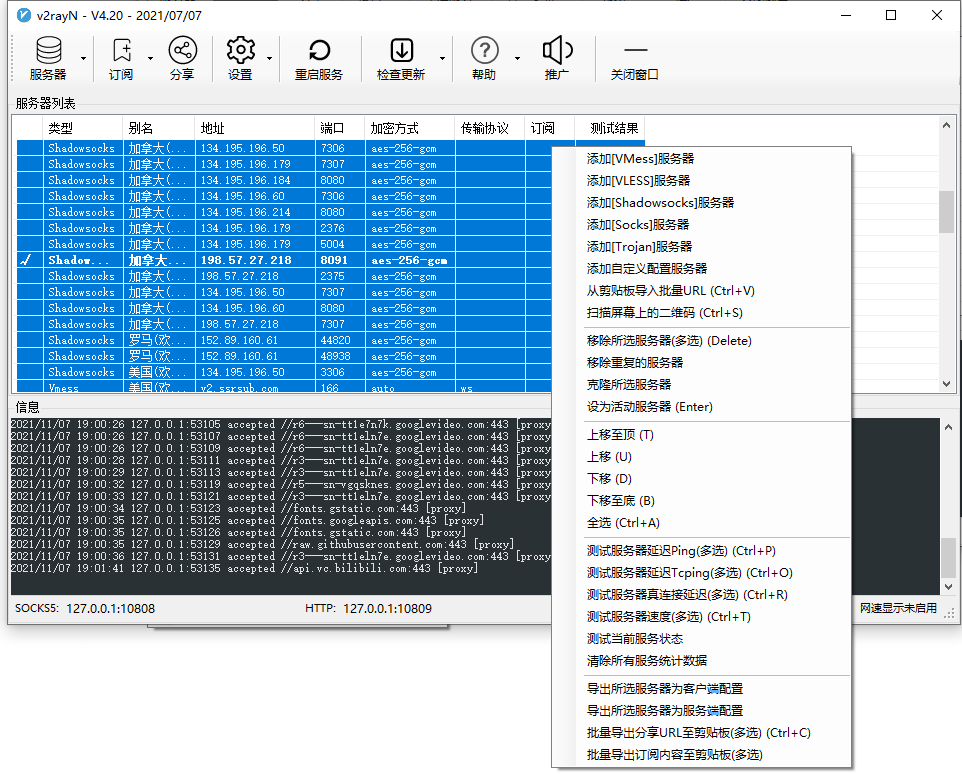 v2rayN - V4.20 - 2021/07/07
服务器 订阅 分享 设置 重启服务 检查更新 帮助 推广 关闭窗口
服务器列表
类型 别名 地址 端口 加密方式 传输协议 订阅 测试结果
Shadowsocks 加拿大(... 134.195.196.50 7306 aes-256-gcm
Shadowsocks 加拿大(... 134.195.196.179 7307 aes-256-gcm
Shadowsocks 加拿大(... 134.195.196.184 8080 aes-256-gcm
Shadowsocks 加拿大(... 134.195.196.60 7306 aes-256-gcm
Shadowsocks 加拿大(... 134.195.196.214 8080 aes-256-gcm
Shadowsocks 加拿大(... 134.195.196.179 2376 aes-256-gcm
Shadowsocks 加拿大(... 134.195.196.179 5004 aes-256-gcm
Shadow... 加拿大... 198.57.27.218 8091 aes-256-gcm
Shadowsocks 加拿大(... 198.57.27.218 2375 aes-256-gcm
Shadowsocks 加拿大(... 134.195.196.50 7307 aes-256-gcm
Shadowsocks 加拿大(... 134.195.196.60 8080 aes-256-gcm
Shadowsocks 加拿大(... 198.57.27.218 7307 aes-256-gcm
Shadowsocks 罗马(欢... 152.89.160.61 44820 aes-256-gcm
Shadowsocks 罗马(欢... 152.89.160.61 48938 aes-256-gcm
Shadowsocks 美国(欢... 134.195.196.50 3306 aes-256-gcm
Vmess 美国(欢... v2.ssrsub.com 166 auto ws
信息
2021/11/07 19:00:26 127.0.0.1:53105 accepted //r6---sn-tt1e7n7k.googlevideo.com:443 [proxy
2021/11/07 19:00:26 127.0.0.1:53107 accepted //r6---sn-tt1eln7e.googlevideo.com:443 [proxy
2021/11/07 19:00:26 127.0.0.1:53109 accepted //r6---sn-tt1eln7e.googlevideo.com:443 [proxy
2021/11/07 19:00:28 127.0.0.1:53111 accepted //r3---sn-tt1eln7e.googlevideo.com:443 [proxy
2021/11/07 19:00:29 127.0.0.1:53113 accepted //r3---sn-tt1eln7e.googlevideo.com:443 [proxy
2021/11/07 19:00:32 127.0.0.1:53119 accepted //r5---sn-vgqsknes.googlevideo.com:443 [proxy
2021/11/07 19:00:33 127.0.0.1:53121 accepted //r3---sn-tt1eln7e.googlevideo.com:443 [proxy
2021/11/07 19:00:34 127.0.0.1:53123 accepted //fonts.gstatic.com:443 [proxy]
2021/11/07 19:00:35 127.0.0.1:53125 accepted //fonts.googleapis.com:443 [proxy]
2021/11/07 19:00:35 127.0.0.1:53126 accepted //fonts.gstatic.com:443 [proxy]
2021/11/07 19:00:35 127.0.0.1:53129 accepted //raw.githubusercontent.com:443 [proxy]
2021/11/07 19:00:36 127.0.0.1:53131 accepted //r3---sn-tt1eln7e.googlevideo.com:443 [proxy
2021/11/07 19:01:41 127.0.0.1:53135 accepted //api.vc.bilibili.com:443 [proxy]
SOCKS5: 127.0.0.1:10808 HTTP: 127.0.0.1:10809 网速显示未启用
添加[VMess]服务器
添加[VLESS]服务器
添加[Shadowsocks]服务器
添加[Socks]服务器
添加[Trojan]服务器
添加自定义配置服务器
从剪贴板导入批量URL (Ctrl+V)
扫描屏幕上的二维码 (Ctrl+S)
移除所选服务器(多选) (Delete)
移除重复的服务器
克隆所选服务器
设为活动服务器 (Enter)
上移至顶 (T)
上移 (U)
下移 (D)
下移至底 (B)
全选 (Ctrl+A)
测试服务器延迟Ping(多选) (Ctrl+P)
测试服务器延迟Tcping(多选) (Ctrl+O)
测试服务器真连接延迟(多选) (Ctrl+R)
测试服务器速度(多选) (Ctrl+T)
测试当前服务状态
清除所有服务统计数据
导出所选服务器为客户端配置
导出所选服务器为服务端配置
批量导出分享URL至剪贴板(多选) (Ctrl+C)
批量导出订阅内容至剪贴板(多选)